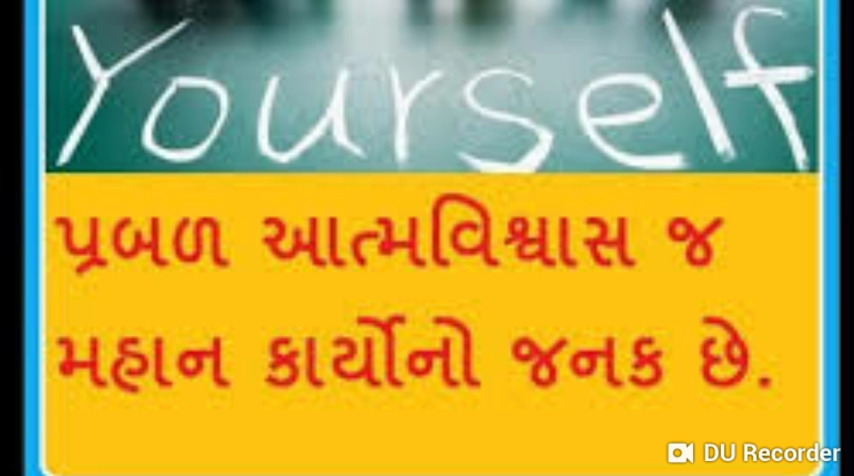 Yourself
પ્રબળ આત્મવિશ્વાસ જ
મહાન કાર્યોનો જનક છે.
DU Recorder